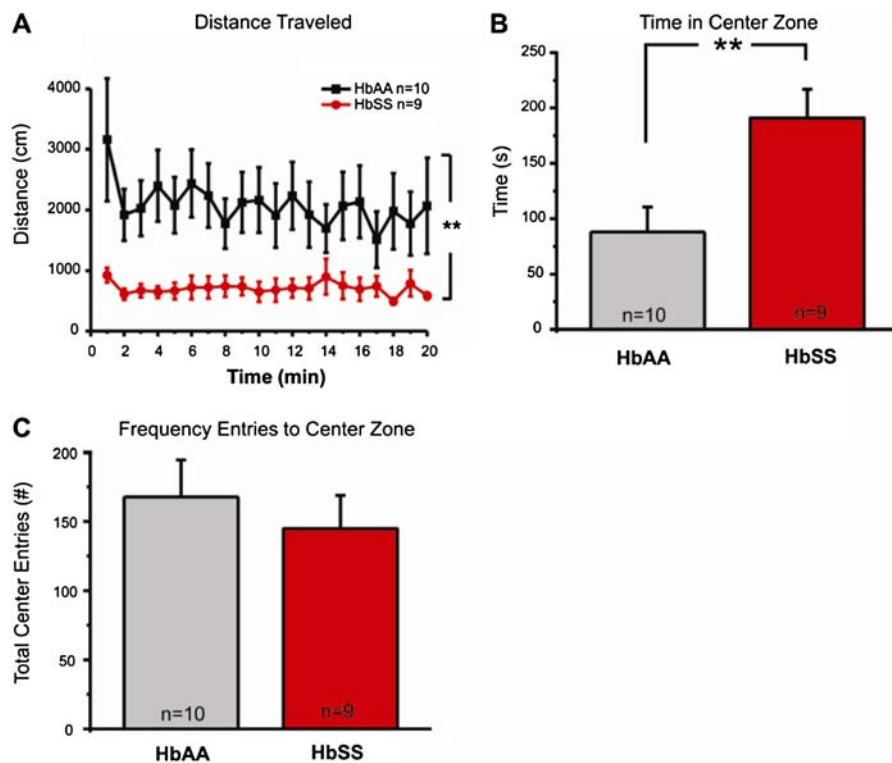 A
Distance Traveled
HbAA n=10
HbSS n=9
4000
3000
2000
1000
0
Distance (cm)
**
0 2 4 6 8 10 12 14 16 18 20
Time (min)
B
Time in Center Zone
**
250
200
150
100
50
0
Time (s)
n=10
n=9
HbAA
HbSS
C
Frequency Entries to Center Zone
200
150
100
50
0
Total Center Entries (#)
n=10
n=9
HbAA
HbSS